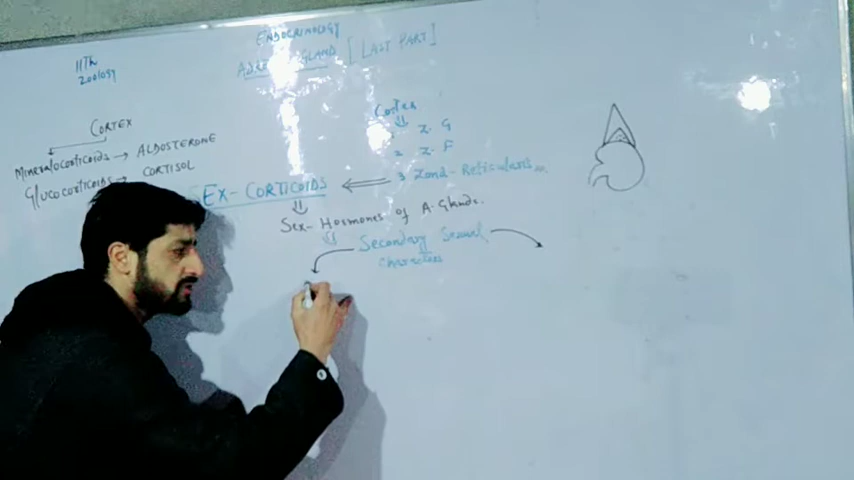 ENDOCRINOLOGY
ADRENAL GLAND [LAST PART]
11Th
Zoology
CORTEX
Mineralocorticoids → ALDOSTERONE
Glucocorticoids → CORTISOL
Cortex
Z. G
2 Z. F
3 Zona-Reticularis...
SEX-CORTICOIDS
Sex-Hormones of A. Glands.
Secondary Sexual
Characters